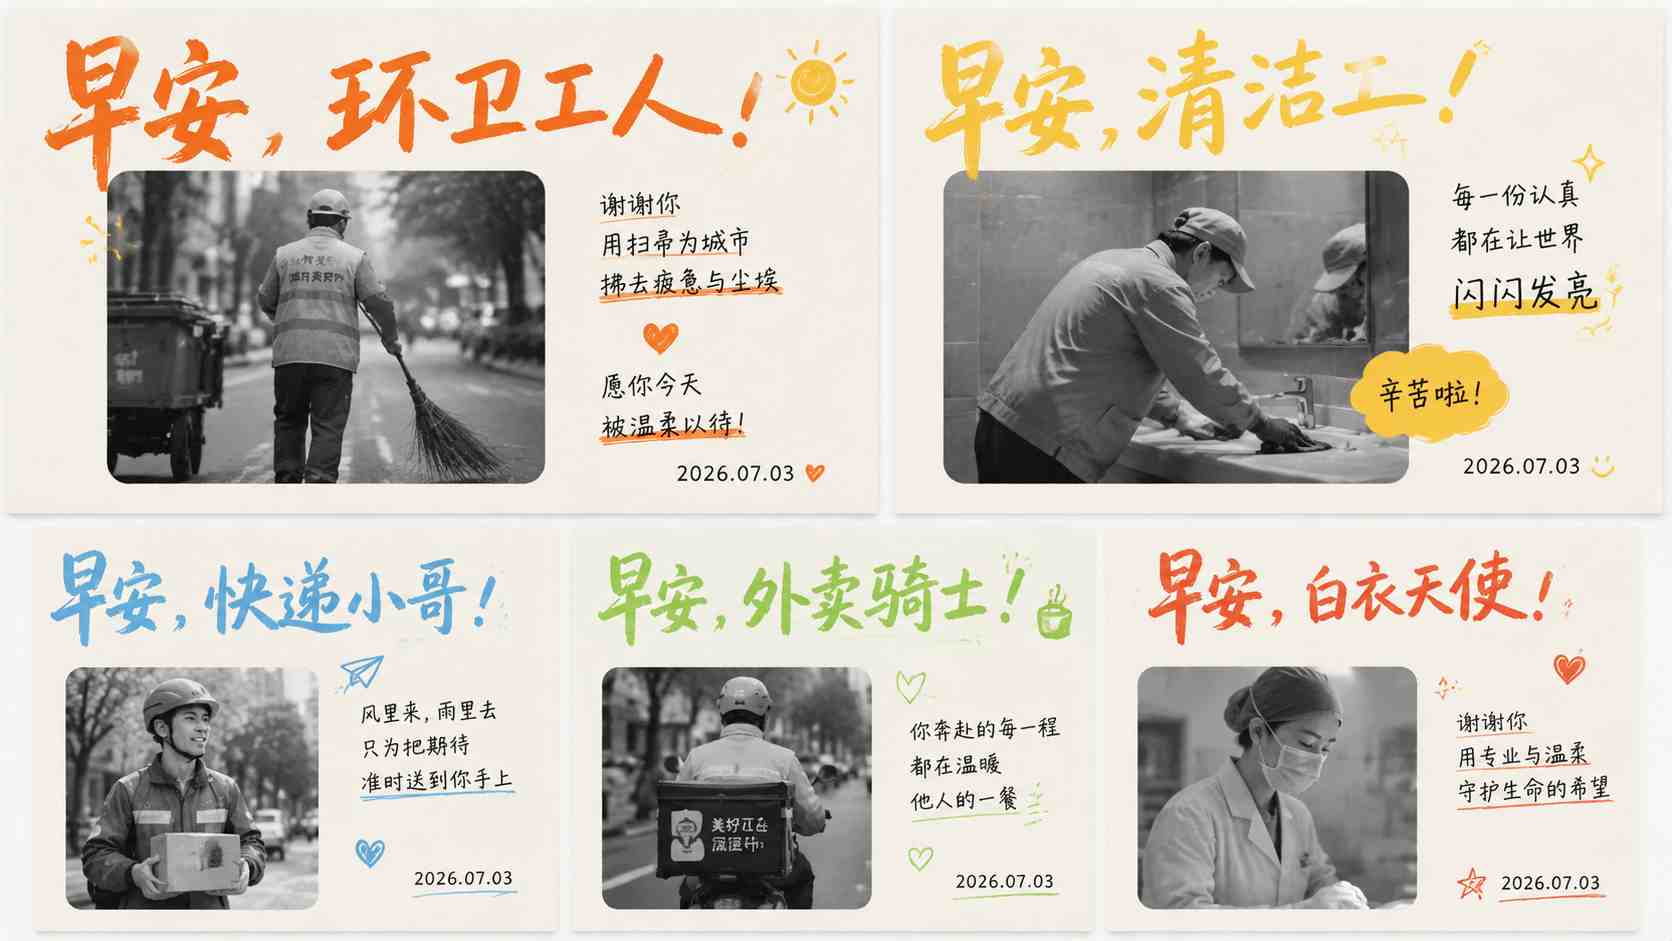 早安，环卫工人！
谢谢你
用扫帚为城市
拂去疲惫与尘埃
愿你今天
被温柔以待！
2026.07.03
早安，清洁工！
每一份认真
都在让世界
闪闪发亮
辛苦啦！
2026.07.03
早安，快递小哥！
风里来，雨里去
只为把期待
准时送到你手上
2026.07.03
早安，外卖骑士！
你奔赴的每一程
都在温暖
他人的一餐
美好正在
2026.07.03
早安，白衣天使！
谢谢你
用专业与温柔
守护生命的希望
2026.07.03